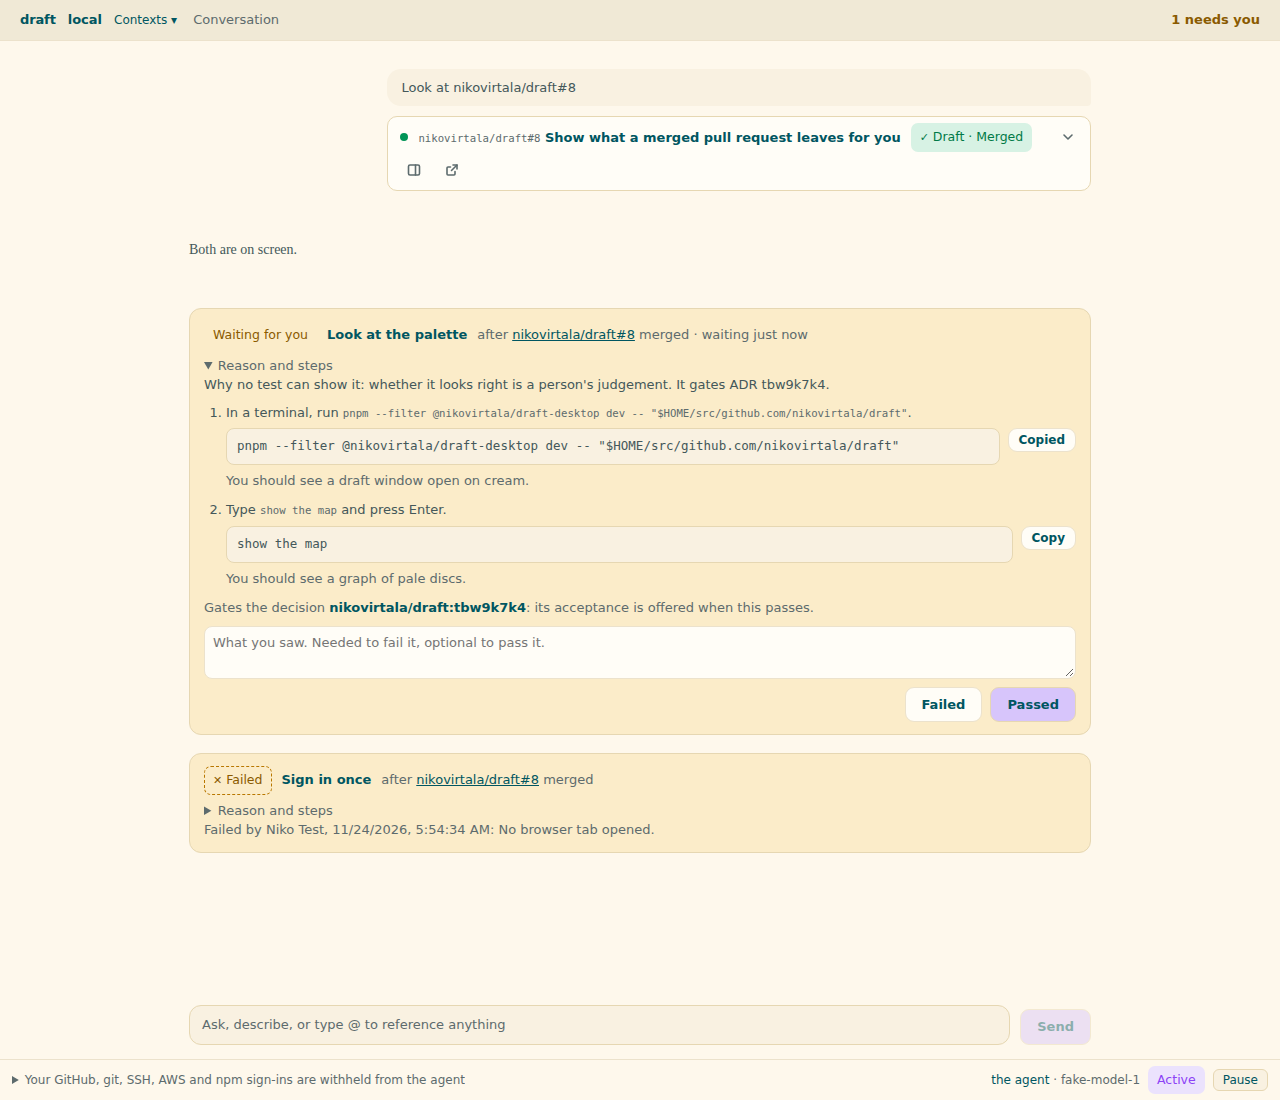 draft local Contexts ▾ Conversation 1 needs you
Look at nikovirtala/draft#8
nikovirtala/draft#8 Show what a merged pull request leaves for you ✓ Draft · Merged
Both are on screen.
Waiting for you Look at the palette after nikovirtala/draft#8 merged · waiting just now
▼ Reason and steps
Why no test can show it: whether it looks right is a person's judgement. It gates ADR tbw9k7k4.
1. In a terminal, run pnpm --filter @nikovirtala/draft-desktop dev -- "$HOME/src/github.com/nikovirtala/draft".
pnpm --filter @nikovirtala/draft-desktop dev -- "$HOME/src/github.com/nikovirtala/draft" Copied
You should see a draft window open on cream.
2. Type show the map and press Enter.
show the map Copy
You should see a graph of pale discs.
Gates the decision nikovirtala/draft:tbw9k7k4: its acceptance is offered when this passes.
What you saw. Needed to fail it, optional to pass it.
Failed Passed
✕ Failed Sign in once after nikovirtala/draft#8 merged
▶ Reason and steps
Failed by Niko Test, 11/24/2026, 5:54:34 AM: No browser tab opened.
Ask, describe, or type @ to reference anything Send
▶ Your GitHub, git, SSH, AWS and npm sign-ins are withheld from the agent the agent · fake-model-1 Active Pause